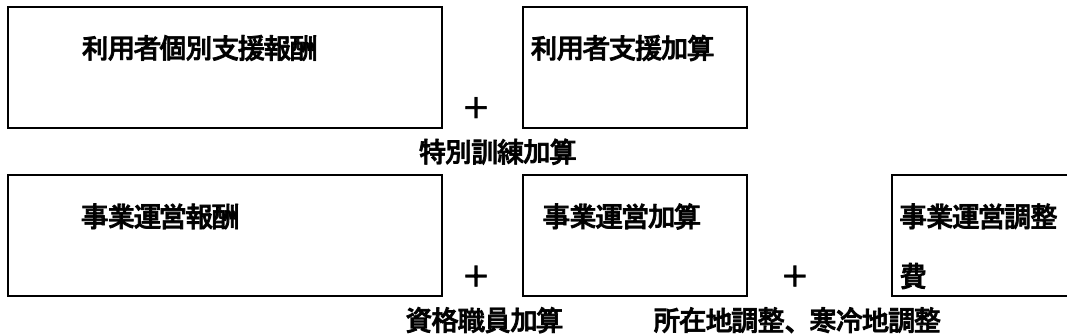 利用者個別支援報酬
利用者支援加算
＋
特別訓練加算
事業運営報酬
事業運営加算
事業運営調整
費
＋
＋
資格職員加算
所在地調整、寒冷地調整